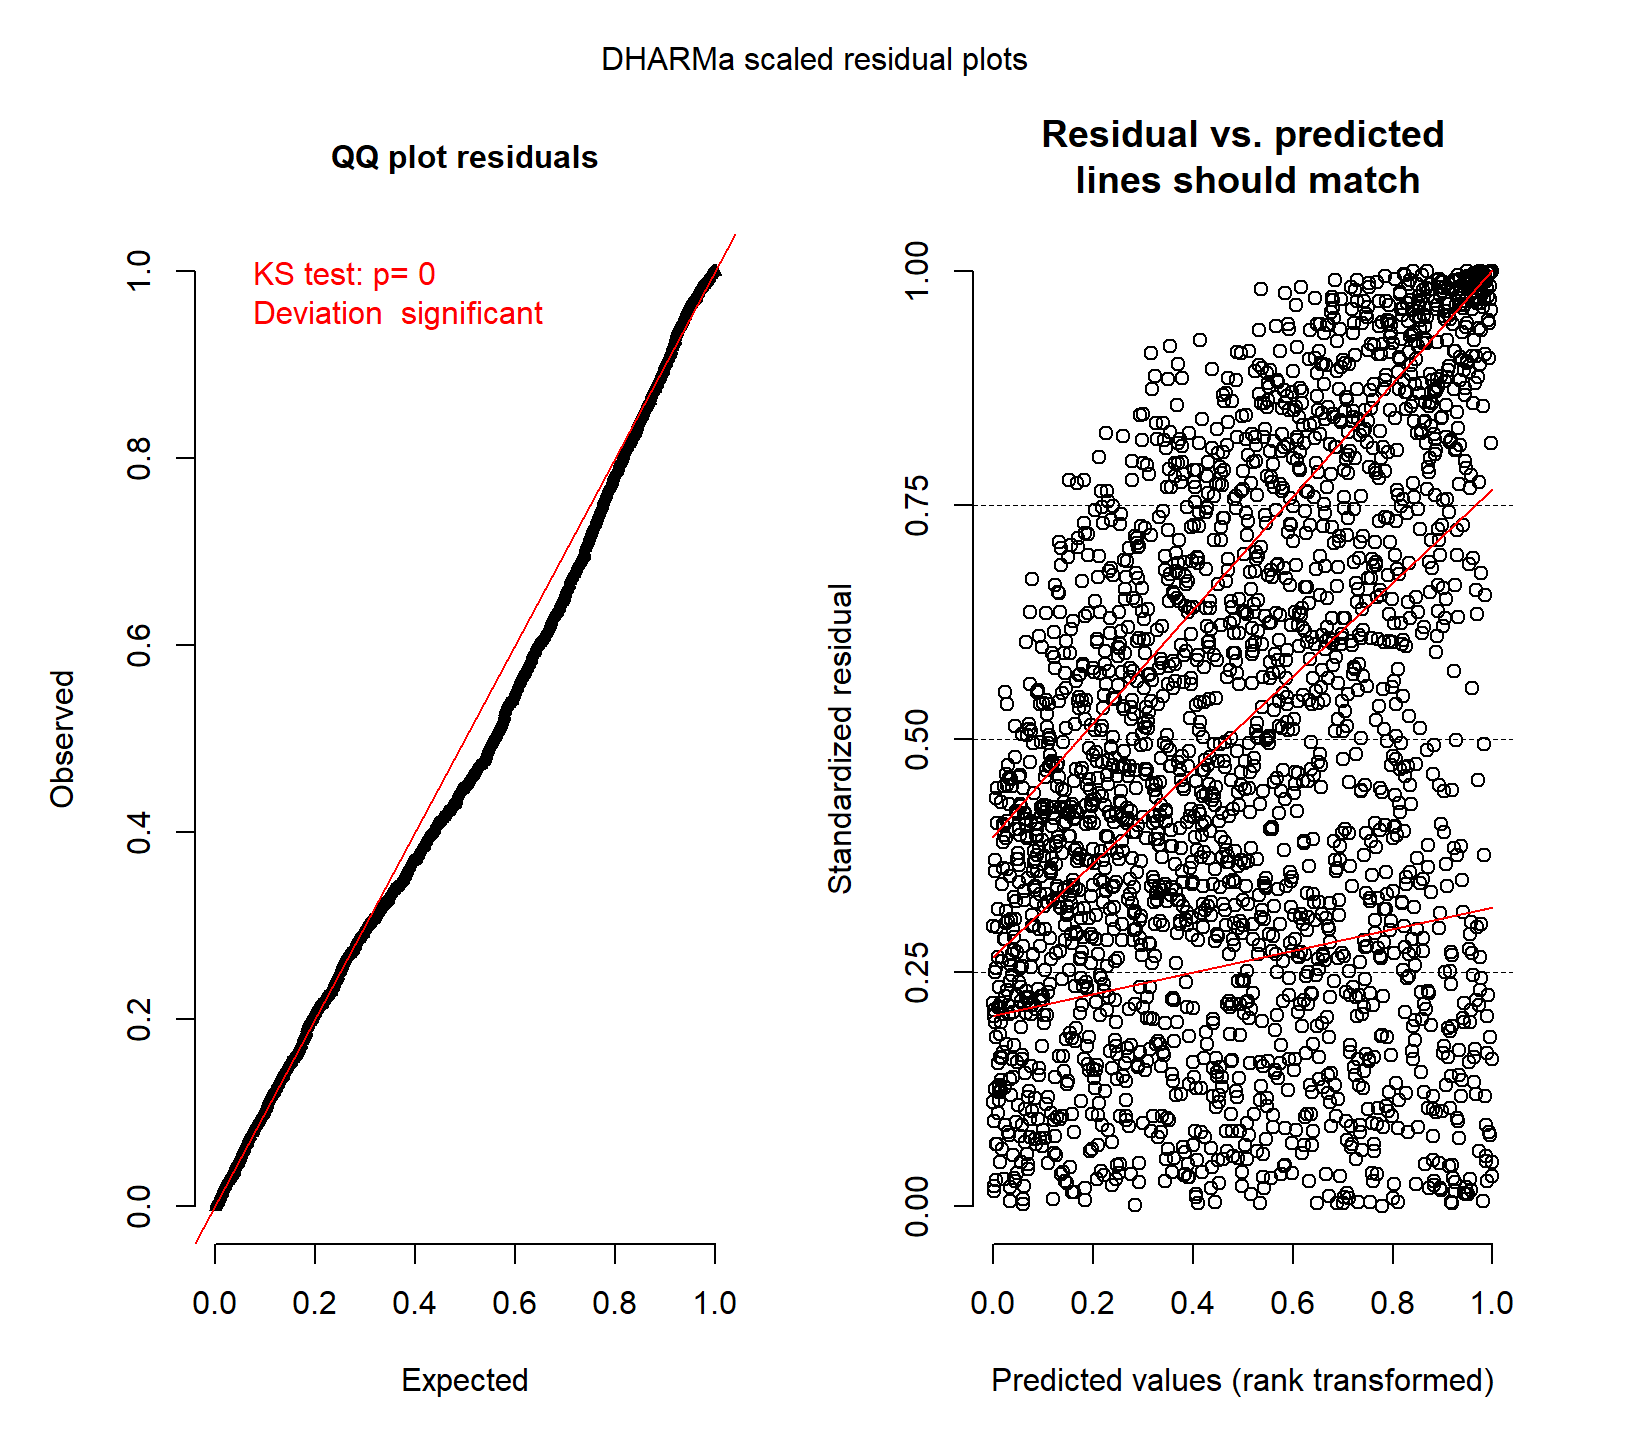 DHARMa scaled residual plots
QQ plot residuals
KS test: p= 0
Deviation  significant
Observed
0.0 0.2 0.4 0.6 0.8 1.0
0.0 0.2 0.4 0.6 0.8 1.0
Expected
Residual vs. predicted
lines should match
Standardized residual
0.00 0.25 0.50 0.75 1.00
0.0 0.2 0.4 0.6 0.8 1.0
Predicted values (rank transformed)